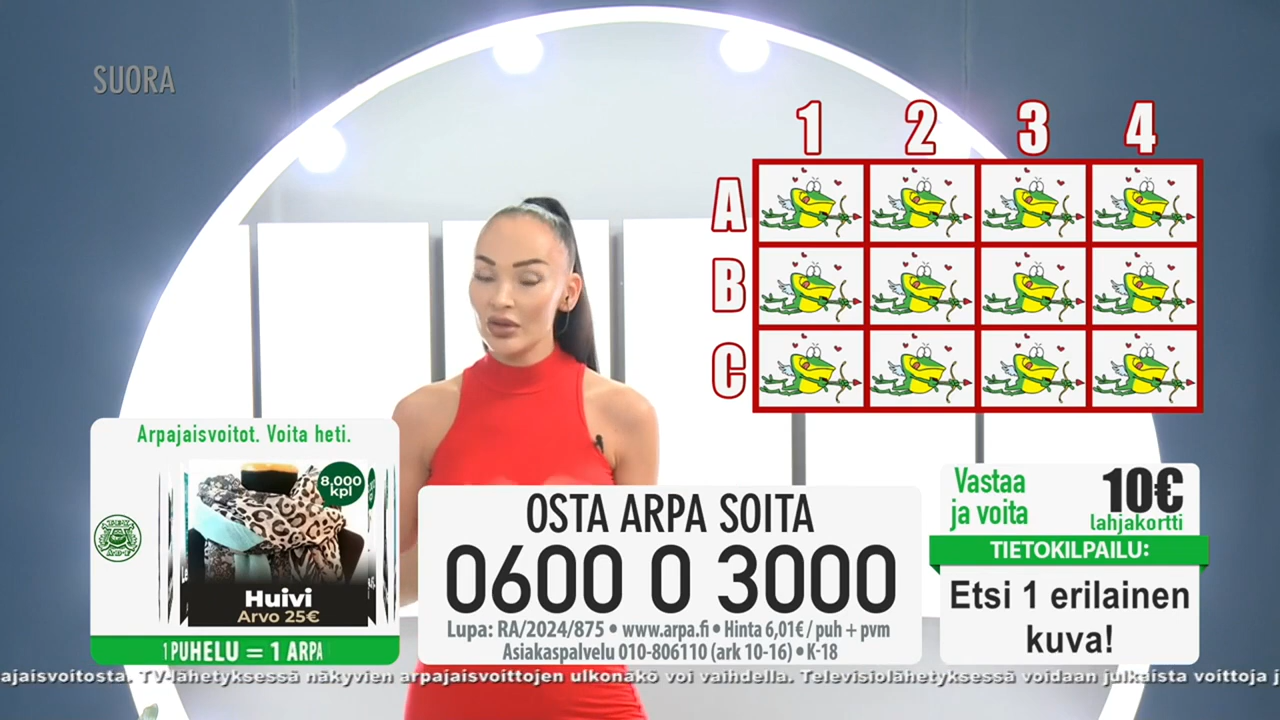 SUORA
1 2 3 4
A
B
C
Arpajaisvoitot. Voita heti.
8.000
kpl
Huivi
Arvo 25€
1 PUHELU = 1 ARPA
OSTA ARPA SOITA
0600 0 3000
Lupa: RA/2024/875 • www.arpa.fi • Hinta 6,01€ / puh + pvm
Asiakaspalvelu 010-806110 (ark 10-16) • K-18
Vastaa
ja voita
10€
lahjakortti
TIETOKILPAILU:
Etsi 1 erilainen
kuva!
ajaisvoitosta. TV-lähetyksessä näkyvien arpajaisvoittojen ulkonäkö voi vaihdella. Televisiolähetyksessä voidaan julkaista voittoja j